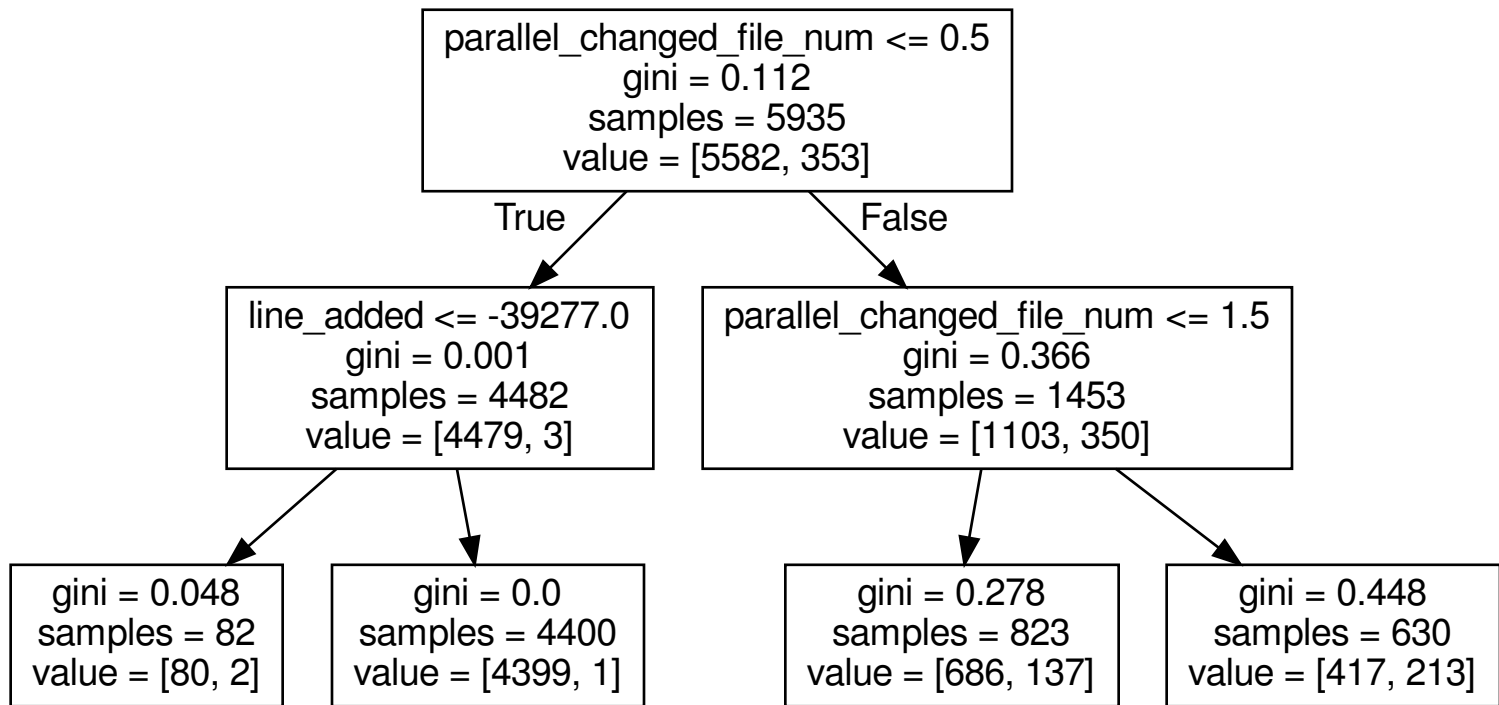 parallel_changed_file_num <= 0.5
gini = 0.112
samples = 5935
value = [5582, 353]
True
False
line_added <= -39277.0
gini = 0.001
samples = 4482
value = [4479, 3]
parallel_changed_file_num <= 1.5
gini = 0.366
samples = 1453
value = [1103, 350]
gini = 0.048
samples = 82
value = [80, 2]
gini = 0.0
samples = 4400
value = [4399, 1]
gini = 0.278
samples = 823
value = [686, 137]
gini = 0.448
samples = 630
value = [417, 213]